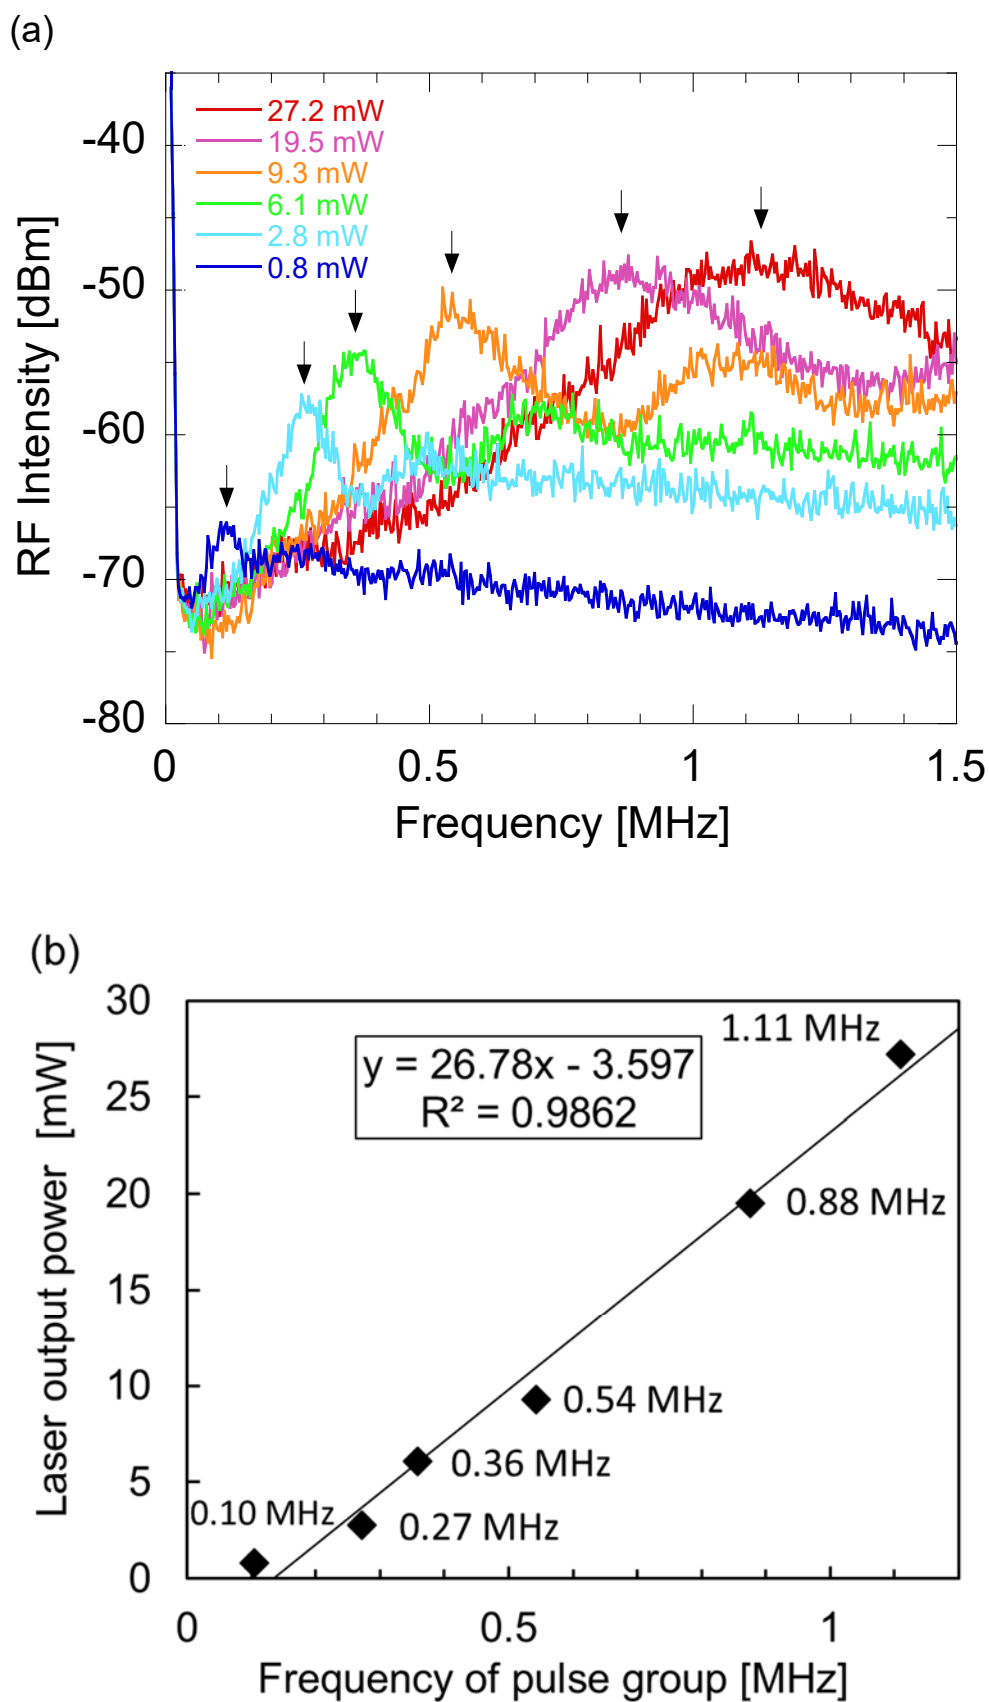 (a)
27.2 mW
19.5 mW
9.3 mW
6.1 mW
2.8 mW
0.8 mW
-40
-50
-60
-70
-80
RF Intensity [dBm]
0
0.5
1
1.5
Frequency [MHz]
(b)
30
25
20
15
10
5
0
Laser output power [mW]
y = 26.78x - 3.597
R² = 0.9862
1.11 MHz
0.88 MHz
0.54 MHz
0.36 MHz
0.10 MHz
0.27 MHz
0
0.5
1
Frequency of pulse group [MHz]